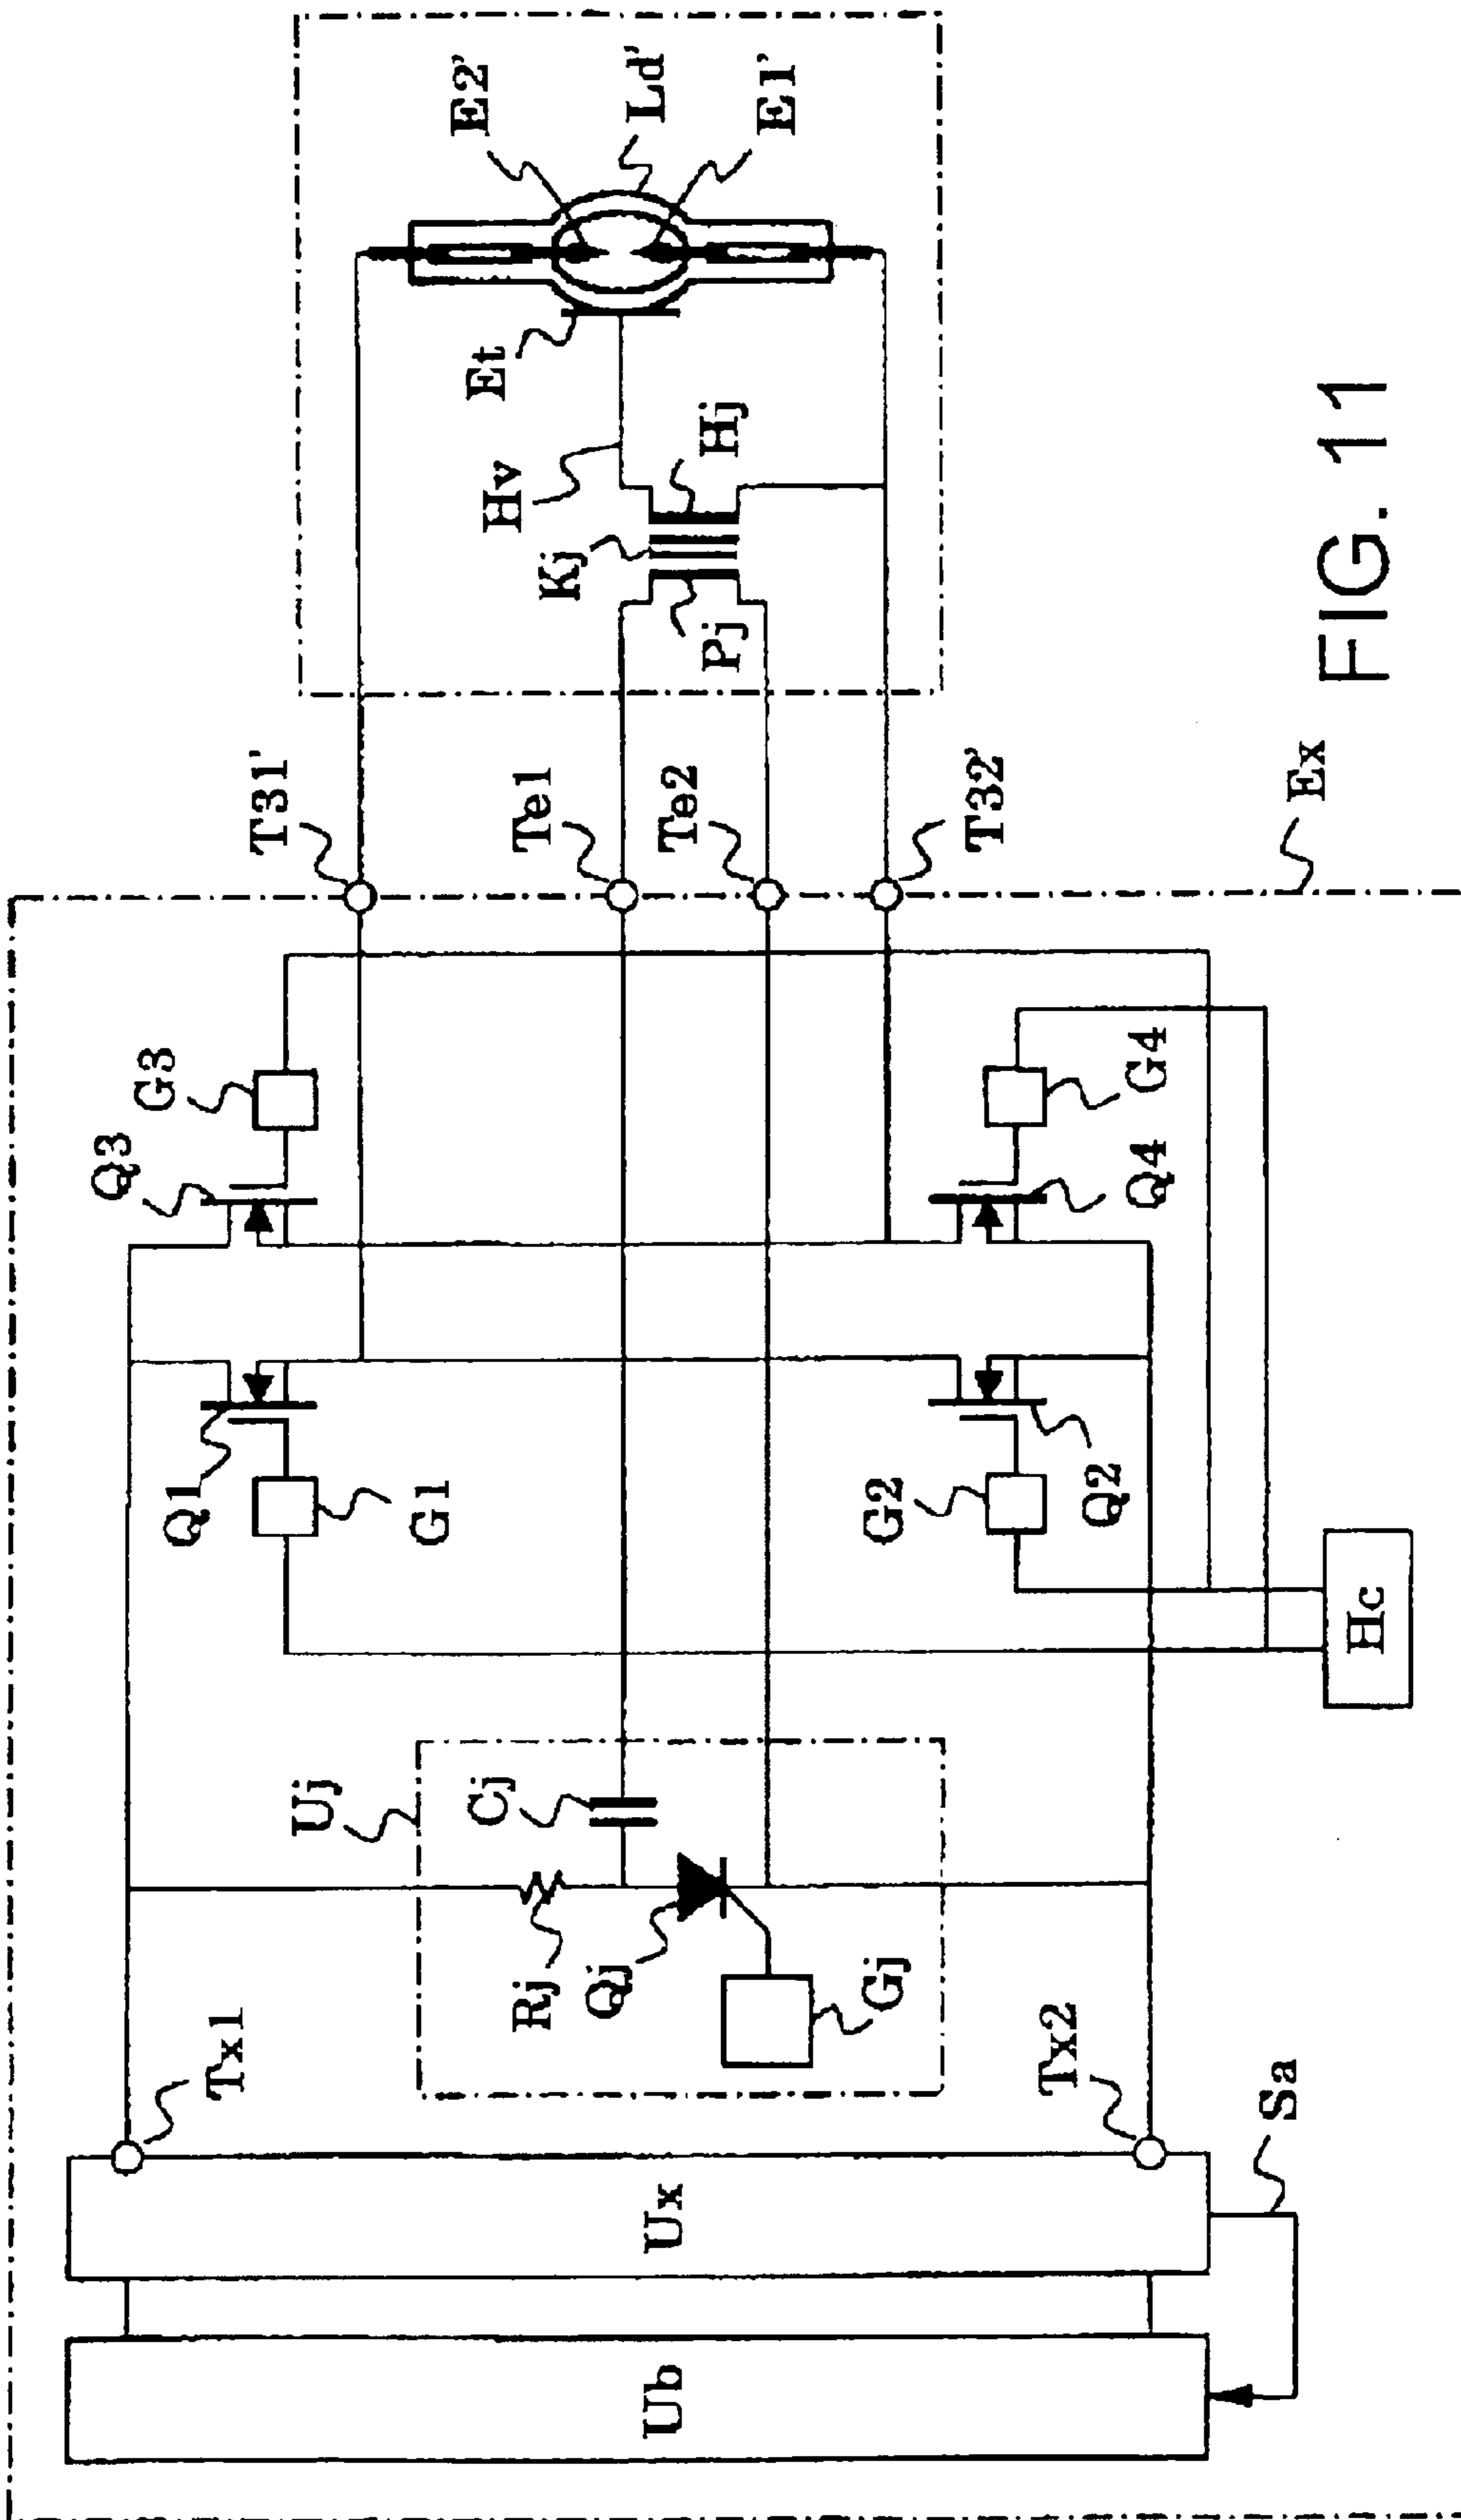 Ub
Ux
Sa
Tx1
Tx2
Uj
Rj
Qj
Gj
Cj
Hc
Q1
G1
G2
Q2
Q3
G3
Q4
G4
T31'
Te1
Te2
T32'
Ex
Pj
Kj
Hj
Hv
Et
E2'
Ld'
E1'
FIG. 11